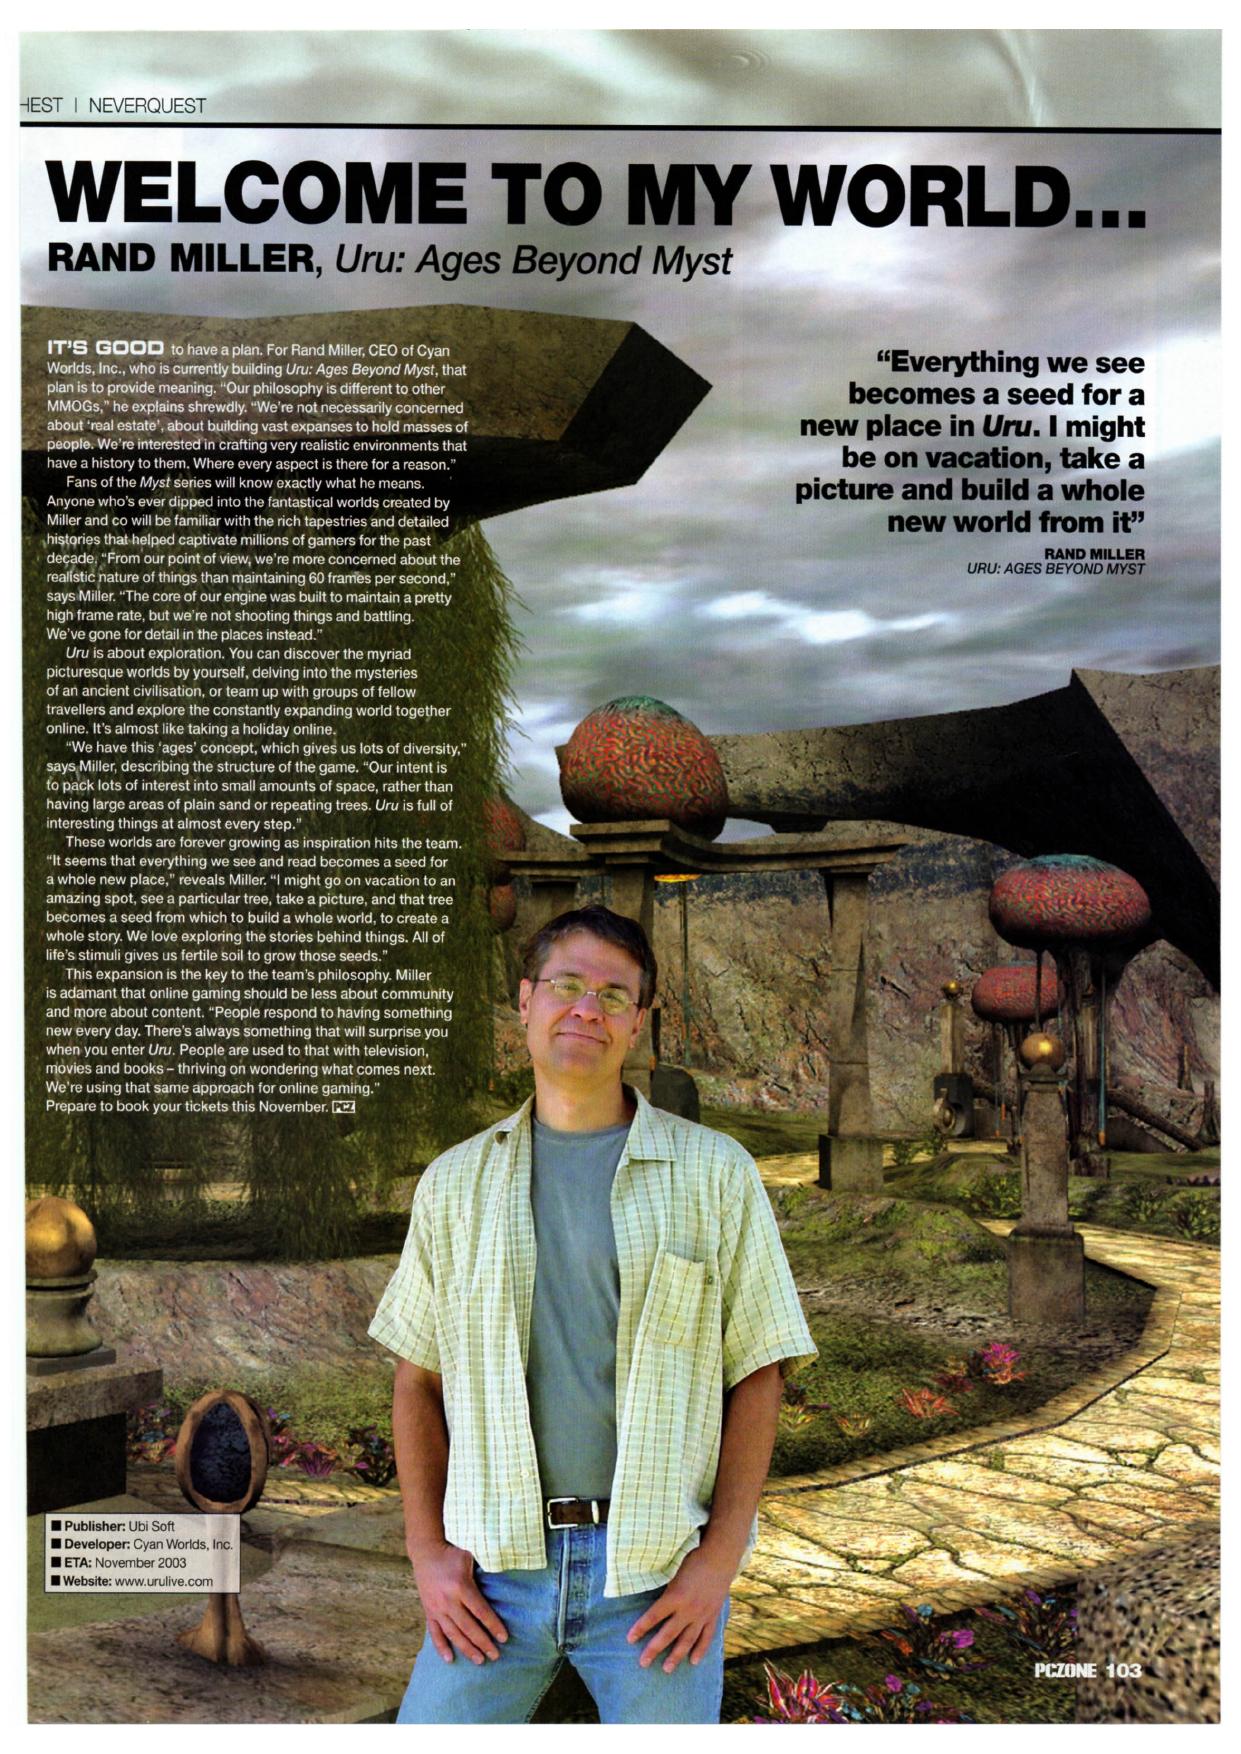 HEST | NEVERQUEST
WELCOME TO MY WORLD...
RAND MILLER, Uru: Ages Beyond Myst
IT'S GOOD to have a plan. For Rand Miller, CEO of Cyan
Worlds, Inc., who is currently building Uru: Ages Beyond Myst, that
plan is to provide meaning. “Our philosophy is different to other
MMOGs,” he explains shrewdly. “We’re not necessarily concerned
about ‘real estate’, about building vast expanses to hold masses of
people. We’re interested in crafting very realistic environments that
have a history to them. Where every aspect is there for a reason.”
Fans of the Myst series will know exactly what he means.
Anyone who’s ever dipped into the fantastical worlds created by
Miller and co will be familiar with the rich tapestries and detailed
histories that helped captivate millions of gamers for the past
decade. “From our point of view, we’re more concerned about the
realistic nature of things than maintaining 60 frames per second,”
says Miller. “The core of our engine was built to maintain a pretty
high frame rate, but we’re not shooting things and battling.
We’ve gone for detail in the places instead.”
Uru is about exploration. You can discover the myriad
picturesque worlds by yourself, delving into the mysteries
of an ancient civilisation, or team up with groups of fellow
travellers and explore the constantly expanding world together
online. It’s almost like taking a holiday online.
“We have this ‘ages’ concept, which gives us lots of diversity,”
says Miller, describing the structure of the game. “Our intent is
to pack lots of interest into small amounts of space, rather than
having large areas of plain sand or repeating trees. Uru is full of
interesting things at almost every step.”
These worlds are forever growing as inspiration hits the team.
“It seems that everything we see and read becomes a seed for
a whole new place,” reveals Miller. “I might go on vacation to an
amazing spot, see a particular tree, take a picture, and that tree
becomes a seed from which to build a whole world, to create a
whole story. We love exploring the stories behind things. All of
life’s stimuli gives us fertile soil to grow those seeds.”
This expansion is the key to the team’s philosophy. Miller
is adamant that online gaming should be less about community
and more about content. “People respond to having something
new every day. There’s always something that will surprise you
when you enter Uru. People are used to that with television,
movies and books – thriving on wondering what comes next.
We’re using that same approach for online gaming.”
Prepare to book your tickets this November. PCZ
“Everything we see
becomes a seed for a
new place in Uru. I might
be on vacation, take a
picture and build a whole
new world from it”
RAND MILLER
URU: AGES BEYOND MYST
■ Publisher: Ubi Soft
■ Developer: Cyan Worlds, Inc.
■ ETA: November 2003
■ Website: www.urulive.com
PCZONE 103